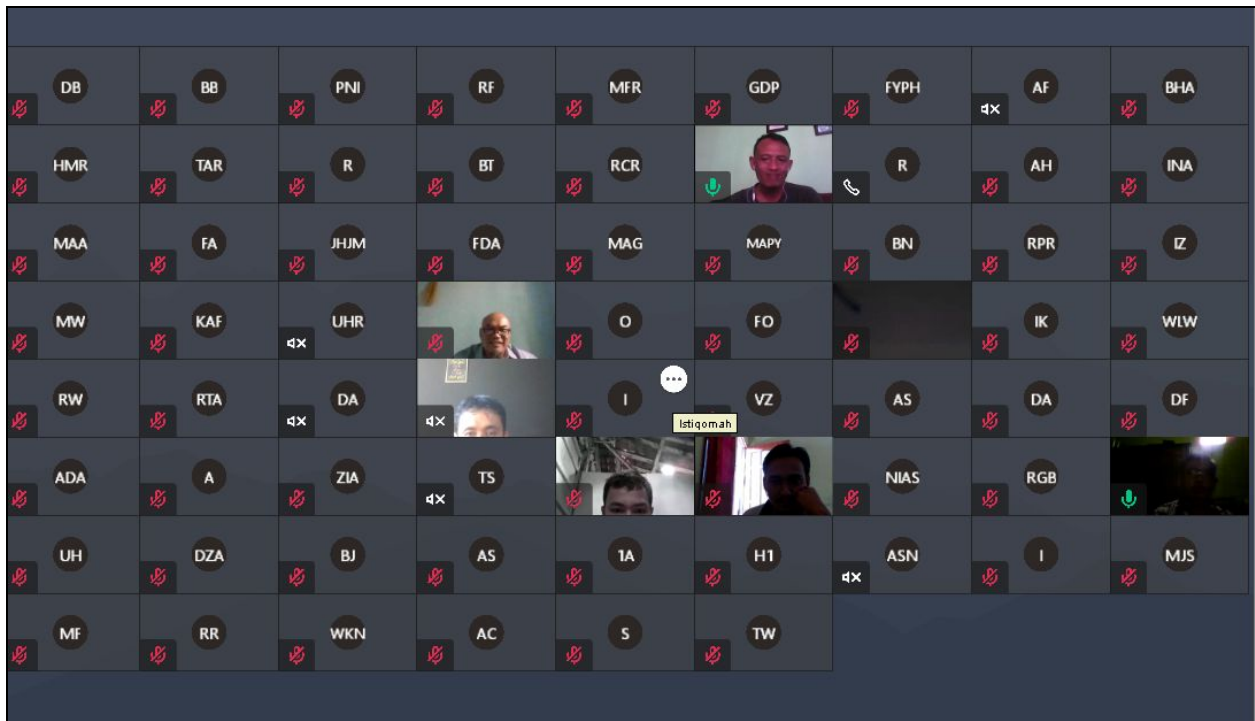 DB BB PNI RF MFR GDP FYPH AF BHA
HMR TAR R BT RCR R AH INA
MAA FA JHJM FDA MAG MAPY BN RPR IZ
MW KAF UHR O FO IK WLW
RW RTA DA I VZ AS DA DF
Istiqomah
ADA A ZIA TS NIAS RGB
UH DZA BJ AS 1A H1 ASN I MJS
MF RR WKN AC S TW